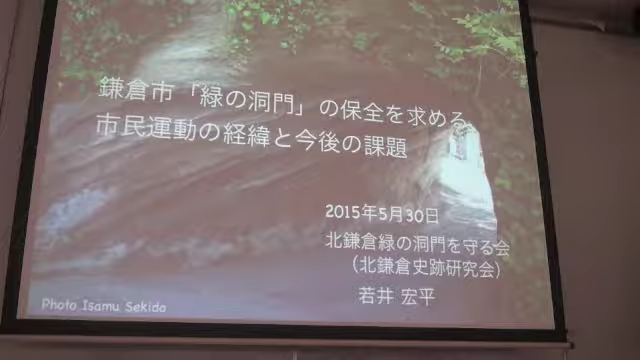 鎌倉市「緑の洞門」の保全を求める
市民運動の経緯と今後の課題
2015年5月30日
北鎌倉緑の洞門を守る会
（北鎌倉史跡研究会）
若井 宏平
Photo Isamu Sekido